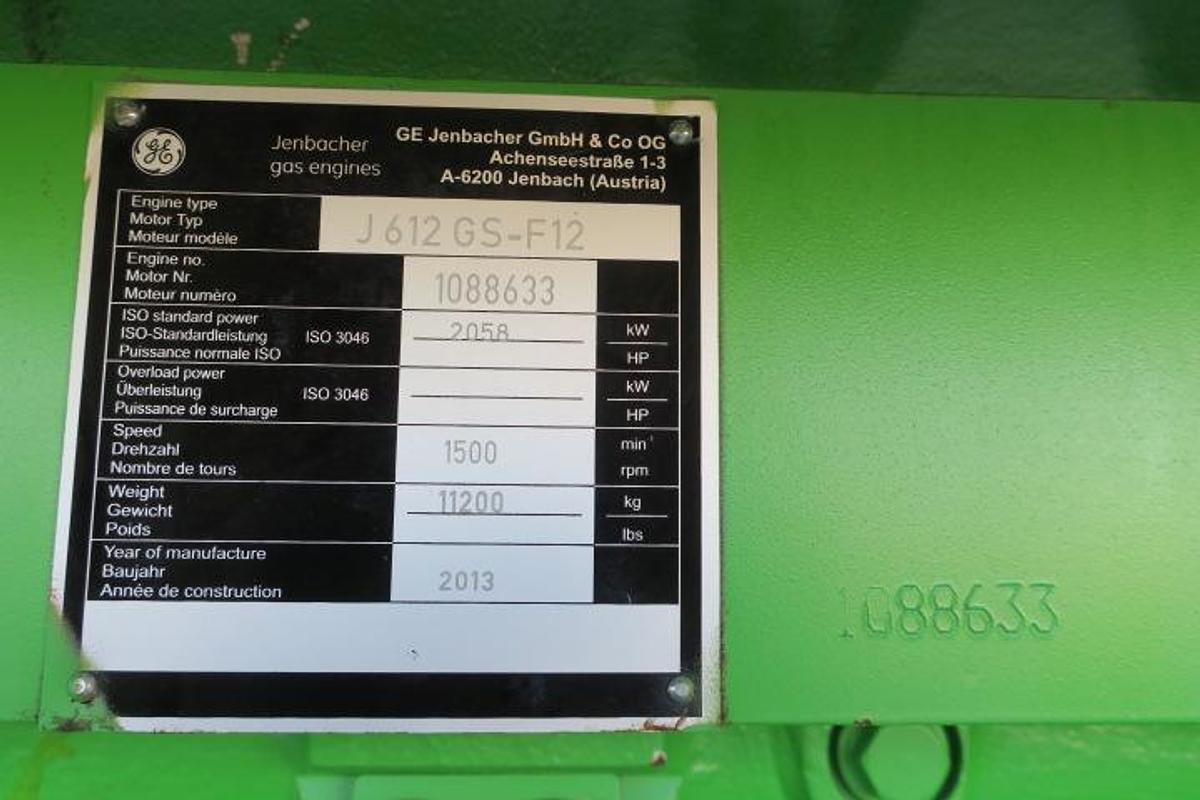 GE
Jenbacher
gas engines
GE Jenbacher GmbH & Co OG
Achenseestraße 1-3
A-6200 Jenbach (Austria)
Engine type
Motor Typ
Moteur modèle
J 612 GS-F12
Engine no.
Motor Nr.
Moteur numèro
1088633
ISO standard power
ISO-Standardleistung ISO 3046
Puissance normale ISO
2058
kW
HP
Overload power
Überleistung ISO 3046
Puissance de surcharge
kW
HP
Speed
Drehzahl
Nombre de tours
1500
min⁻¹
rpm
Weight
Gewicht
Poids
11200
kg
lbs
Year of manufacture
Baujahr
Année de construction
2013
1088633